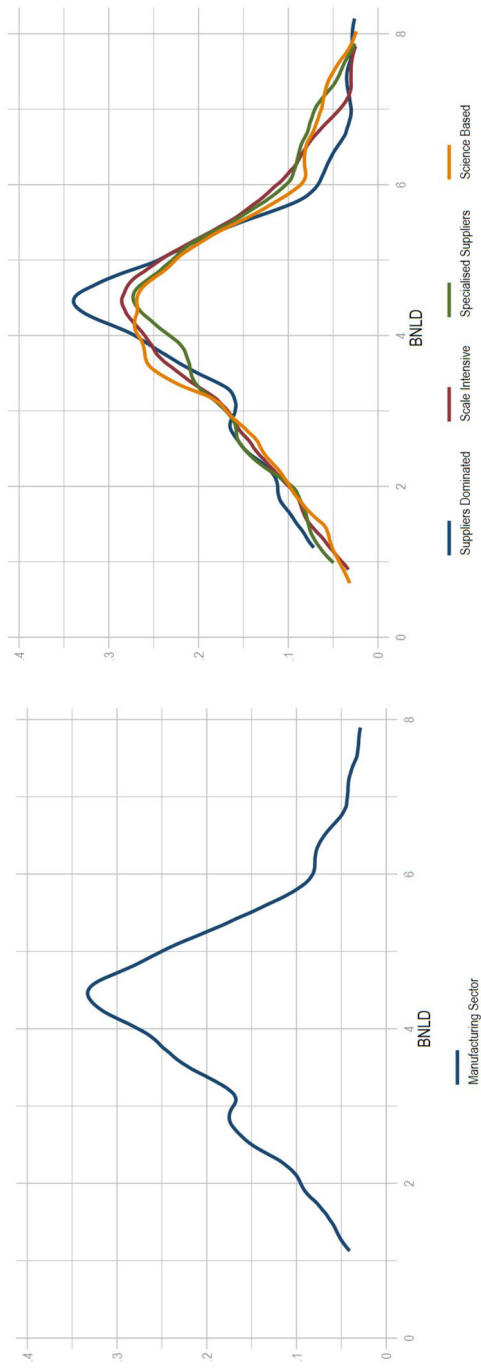 .4
.3
.2
.1
0
0
2
4
6
8
BNLD
Manufacturing Sector
.4
.3
.2
.1
0
0
2
4
6
8
BNLD
Suppliers Dominated
Scale Intensive
Specialised Suppliers
Science Based